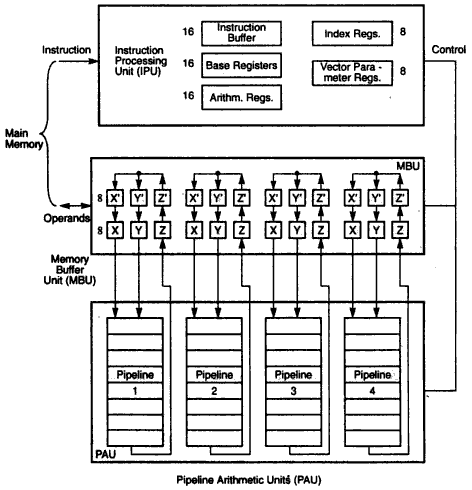 16 Instruction Buffer
Index Regs. 8
Instruction
Instruction Processing Unit (IPU)
Control
16 Base Registers
Vector Para - meter Regs. 8
16 Arithm. Regs.
Main Memory
MBU
8 X' Y' Z' X' Y' Z' X' Y' Z' X' Y' Z'
Operands
8 X Y Z X Y Z X Y Z X Y Z
Memory Buffer Unit (MBU)
Pipeline 1
Pipeline 2
Pipeline 3
Pipeline 4
PAU
Pipeline Arithmetic Units (PAU)